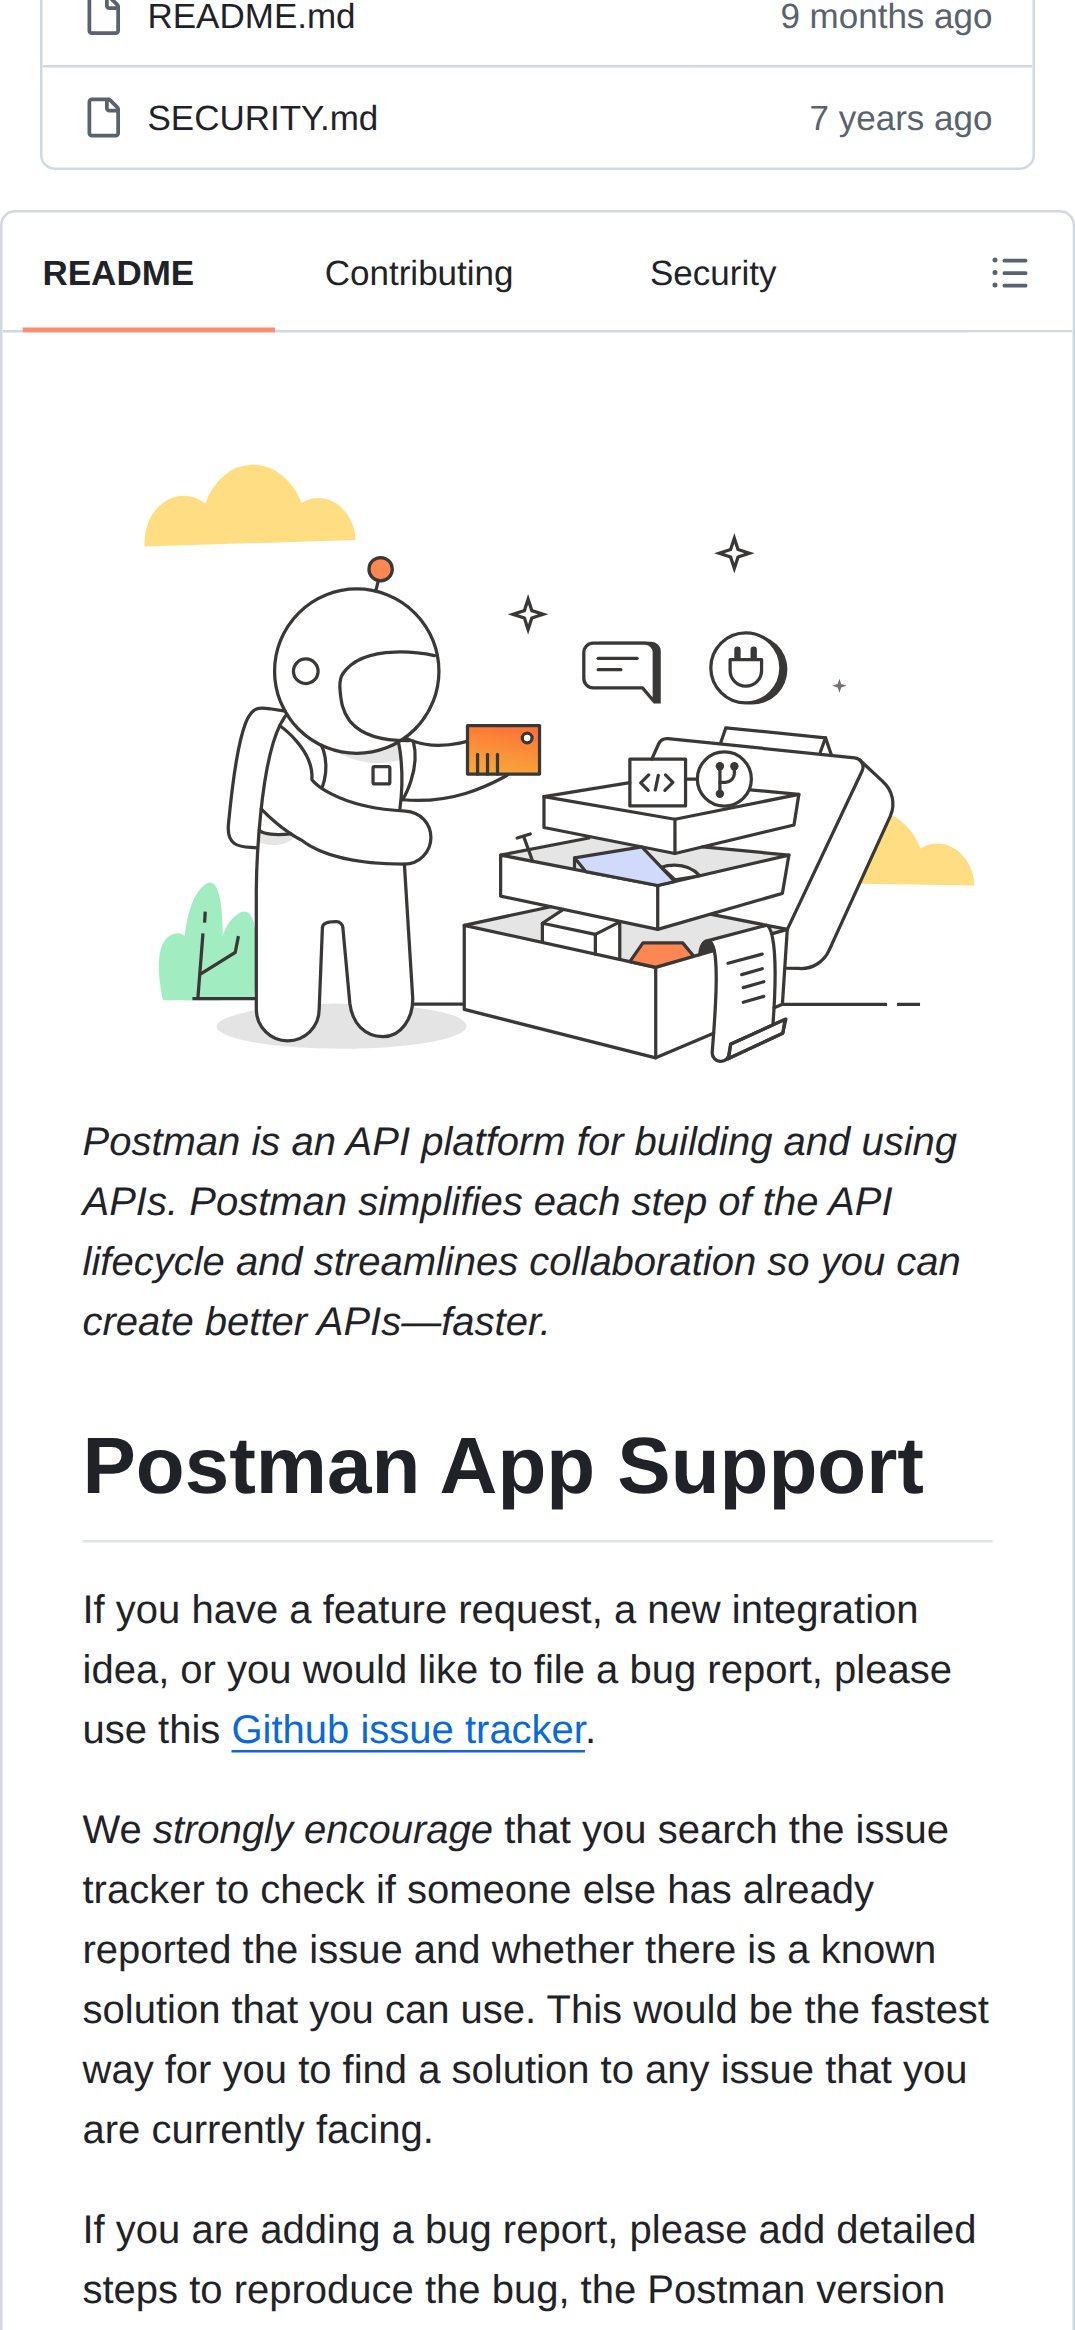 README.md
9 months ago
SECURITY.md
7 years ago
README
Contributing
Security
</>
Postman is an API platform for building and using
APIs. Postman simplifies each step of the API
lifecycle and streamlines collaboration so you can
create better APIs—faster.
Postman App Support
If you have a feature request, a new integration
idea, or you would like to file a bug report, please
use this Github issue tracker.
We strongly encourage that you search the issue
tracker to check if someone else has already
reported the issue and whether there is a known
solution that you can use. This would be the fastest
way for you to find a solution to any issue that you
are currently facing.
If you are adding a bug report, please add detailed
steps to reproduce the bug, the Postman version